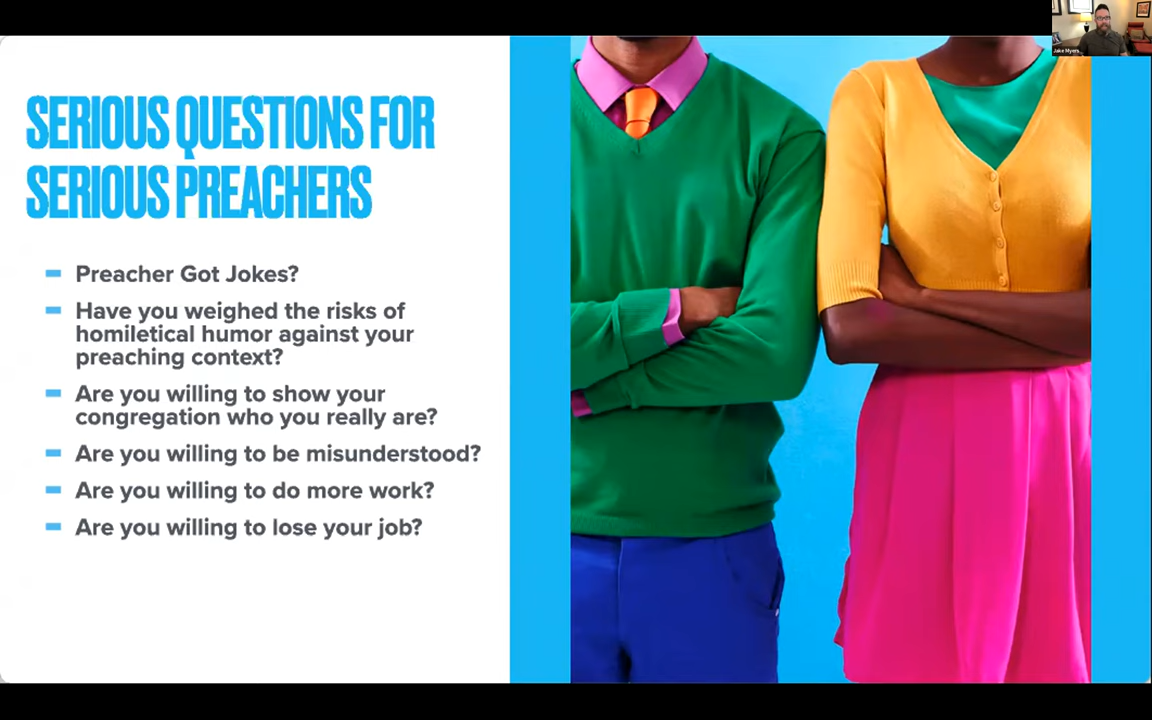 Jake Myers
SERIOUS QUESTIONS FOR
SERIOUS PREACHERS
Preacher Got Jokes?
Have you weighed the risks of
homiletical humor against your
preaching context?
Are you willing to show your
congregation who you really are?
Are you willing to be misunderstood?
Are you willing to do more work?
Are you willing to lose your job?